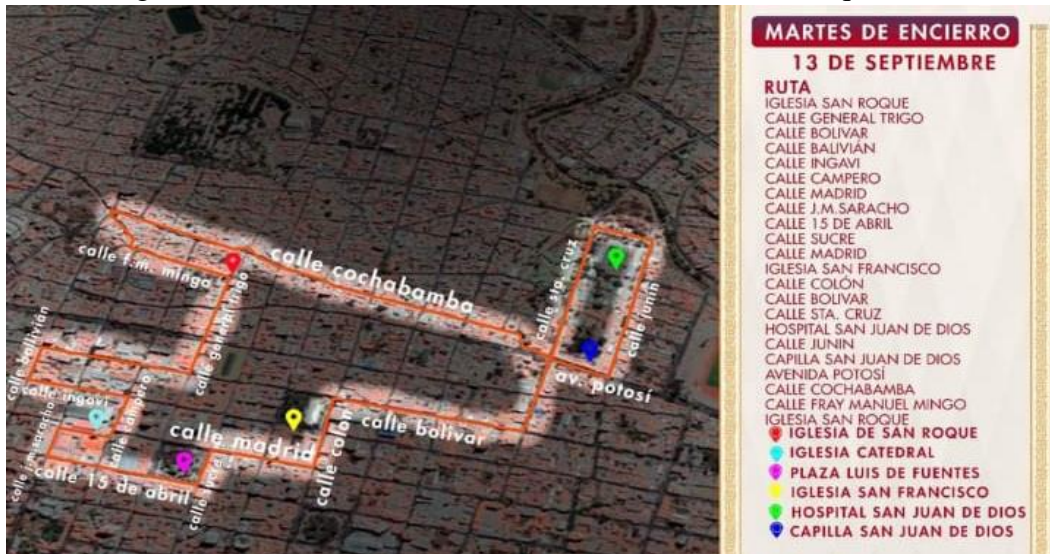 calle cochabamba
calle f.m. mingo
calle general trigo
calle sta. cruz
calle junin
av. potosí
calle ballivián
calle ingavi
calle campero
calle j.m.saracho
calle madrid
calle colon
calle bolivar
calle 15 de abril
calle sucre
MARTES DE ENCIERRO
13 DE SEPTIEMBRE
RUTA
IGLESIA SAN ROQUE
CALLE GENERAL TRIGO
CALLE BOLIVAR
CALLE BALIVIÁN
CALLE INGAVI
CALLE CAMPERO
CALLE MADRID
CALLE J.M.SARACHO
CALLE 15 DE ABRIL
CALLE SUCRE
CALLE MADRID
IGLESIA SAN FRANCISCO
CALLE COLÓN
CALLE BOLIVAR
CALLE STA. CRUZ
HOSPITAL SAN JUAN DE DIOS
CALLE JUNIN
CAPILLA SAN JUAN DE DIOS
AVENIDA POTOSÍ
CALLE COCHABAMBA
CALLE FRAY MANUEL MINGO
IGLESIA SAN ROQUE
IGLESIA DE SAN ROQUE
IGLESIA CATEDRAL
PLAZA LUIS DE FUENTES
IGLESIA SAN FRANCISCO
HOSPITAL SAN JUAN DE DIOS
CAPILLA SAN JUAN DE DIOS